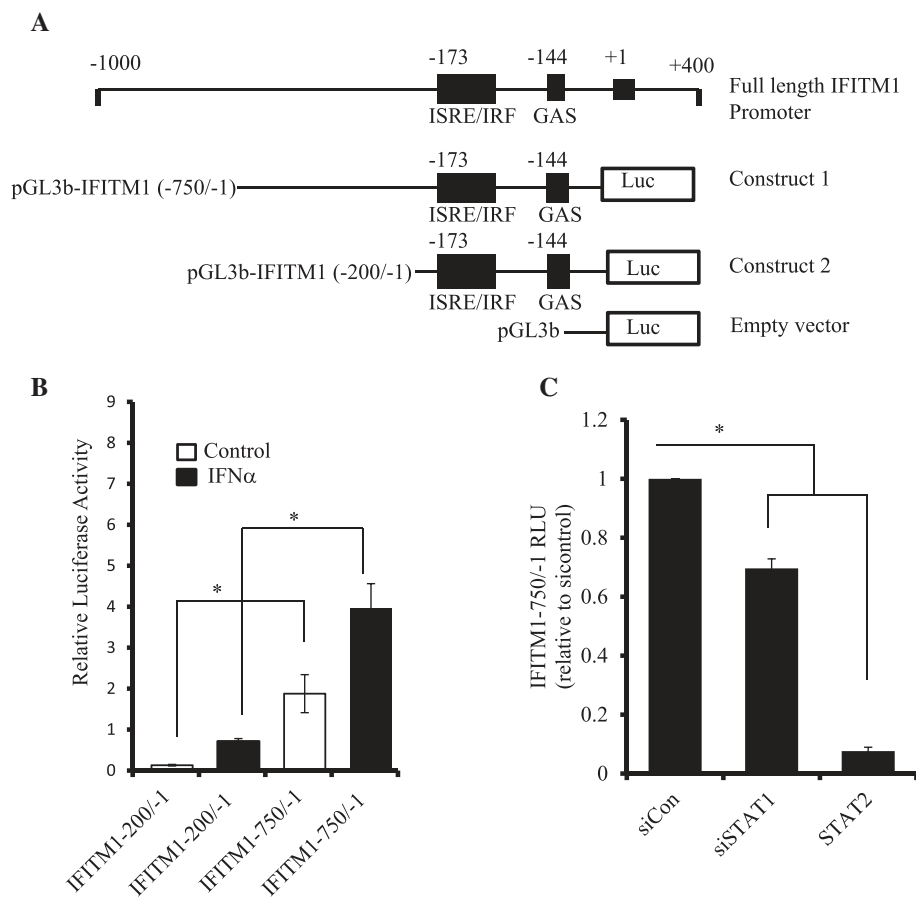 A
-1000
-173
-144
+1
+400
ISRE/IRF
GAS
Full length IFITM1
Promoter
-173
-144
pGL3b-IFITM1 (-750/-1)
Luc
Construct 1
ISRE/IRF
GAS
-173
-144
pGL3b-IFITM1 (-200/-1)
Luc
Construct 2
ISRE/IRF
GAS
pGL3b
Luc
Empty vector
B
Relative Luciferase Activity
9
8
7
6
5
4
3
2
1
0
Control
IFNα
*
*
IFITM1-200/-1
IFITM1-200/-1
IFITM1-750/-1
IFITM1-750/-1
C
IFITM1-750/-1 RLU
(relative to sicontrol)
1.2
1
0.8
0.6
0.4
0.2
0
*
siCon
siSTAT1
STAT2